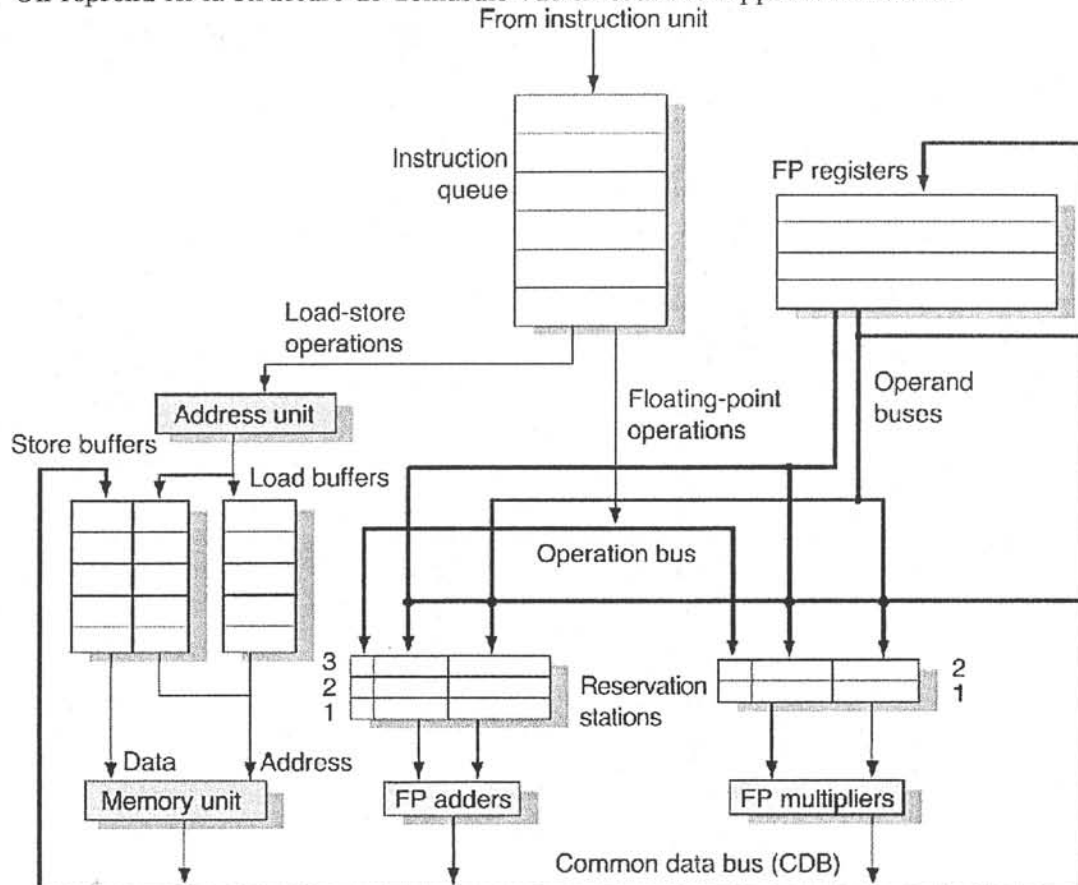 From instruction unit
Instruction
queue
FP registers
Load-store
operations
Address unit
Floating-point
operations
Operand
buses
Store buffers
Load buffers
Operation bus
3
2
1
Reservation
stations
2
1
Data
Address
Memory unit
FP adders
FP multipliers
Common data bus (CDB)